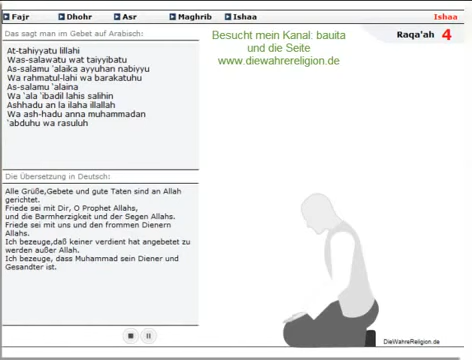 Fajr Dhohr Asr Maghrib Ishaa Ishaa
Das sagt man im Gebet auf Arabisch:
At-tahiyyatu lillahi
Was-salawatu wat taiyyibatu
As-salamu 'alaika ayyuhan nabiyyu
Wa rahmatul-lahi wa barakatuhu
As-salamu `alaina
Wa `ala `ibadil lahis salihin
Ashhadu an la ilaha illallah
Wa ash-hadu anna muhammadan
`abduhu wa rasuluh
Besucht mein Kanal: bauita
und die Seite
www.diewahrereligion.de
Raqa'ah 4
Die Übersetzung in Deutsch:
Alle Grüße,Gebete und gute Taten sind an Allah
gerichtet.
Friede sei mit Dir, O Prophet Allahs,
und die Barmherzigkeit und der Segen Allahs.
Friede sei mit uns und den frommen Dienern
Allahs.
Ich bezeuge,daß keiner verdient hat angebetet zu
werden außer Allah.
Ich bezeuge, dass Muhammad sein Diener und
Gesandter ist.
DieWahreReligion.de